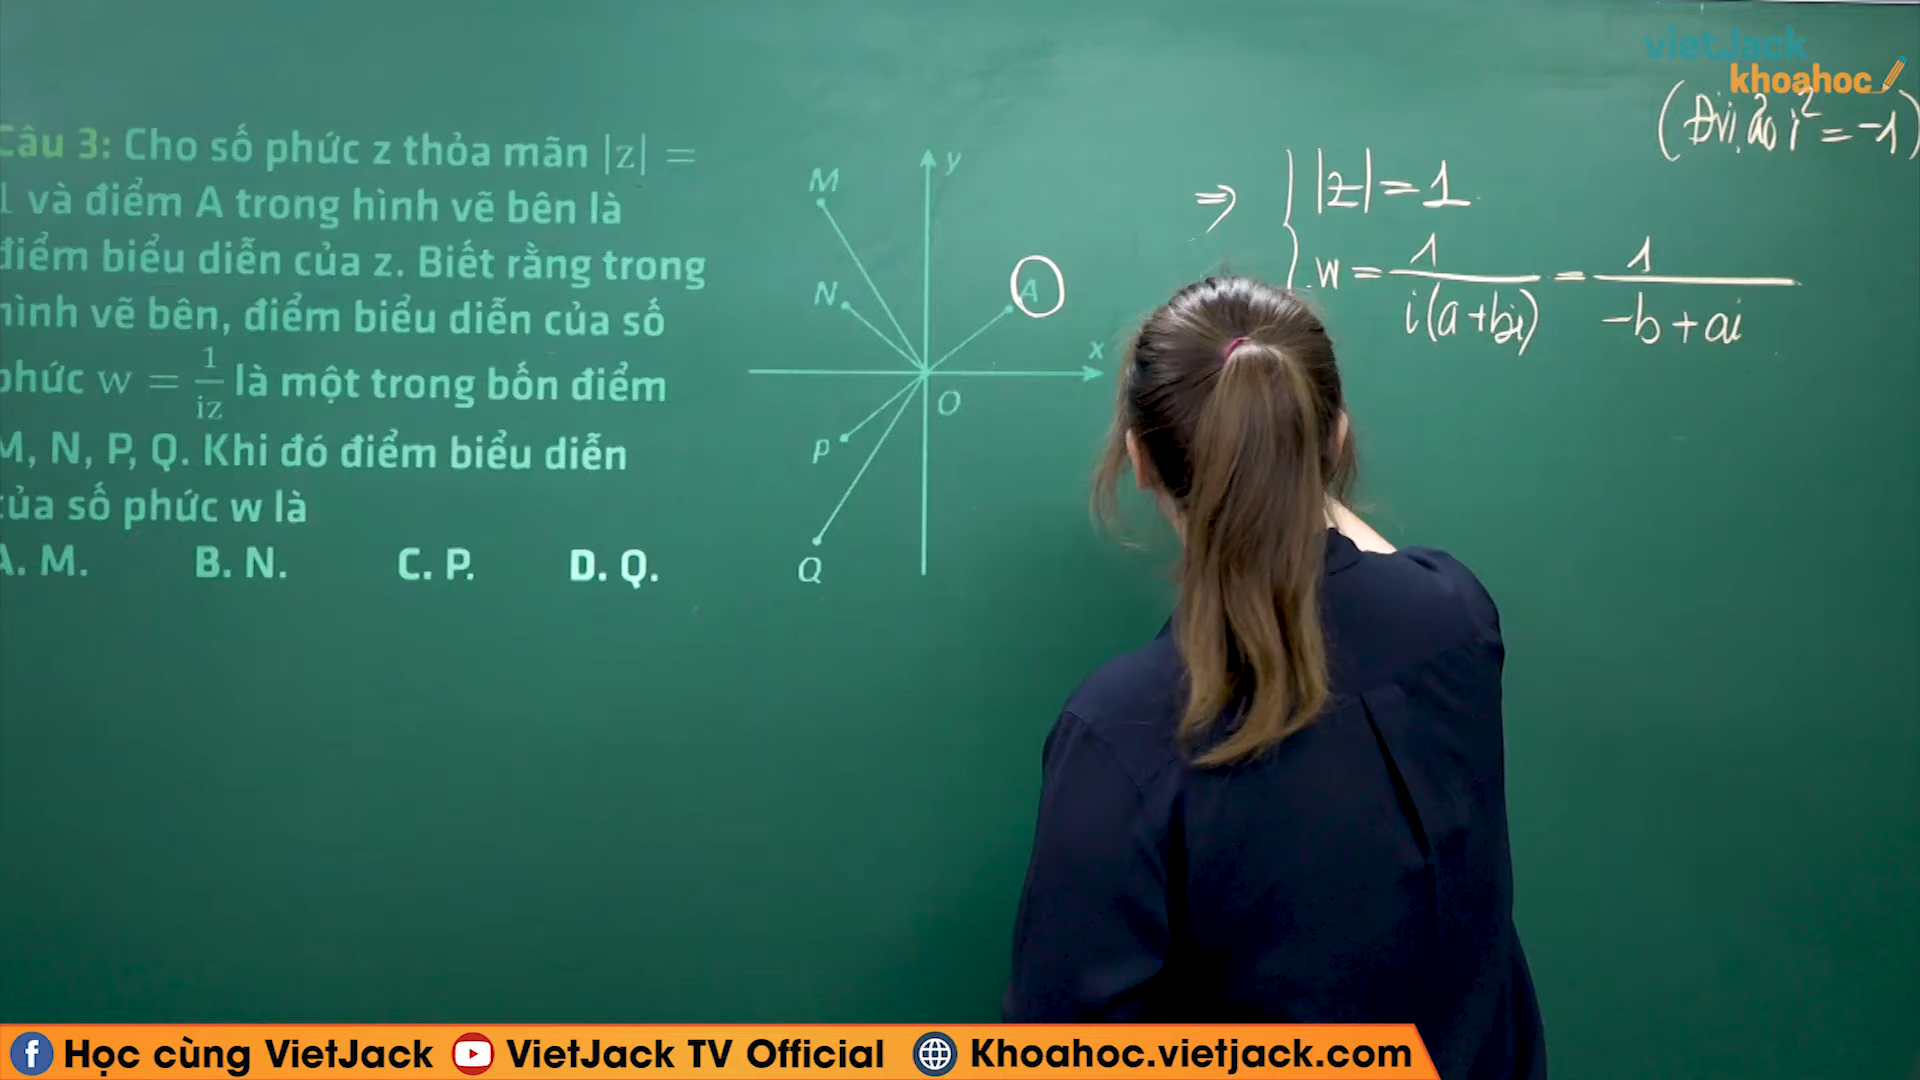 vietJack
khoahoc
(Đvị ảo i² = -1)
Câu 3: Cho số phức z thỏa mãn |z| =
1 và điểm A trong hình vẽ bên là
điểm biểu diễn của z. Biết rằng trong
hình vẽ bên, điểm biểu diễn của số
phức w = 1/iz là một trong bốn điểm
M, N, P, Q. Khi đó điểm biểu diễn
của số phức w là
A. M. B. N. C. P. D. Q.
M
y
N
A
x
O
P
Q
⇒ { |z| = 1
w = 1/i(a+bi) = 1/-b+ai
Học cùng VietJack VietJack TV Official Khoahoc.vietjack.com